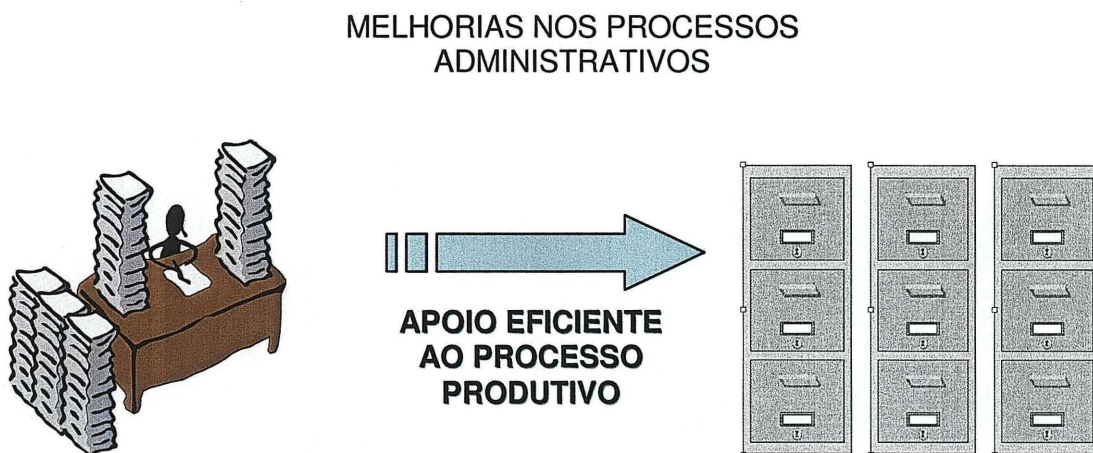 MELHORIAS NOS PROCESSOS
ADMINISTRATIVOS
APOIO EFICIENTE
AO PROCESSO
PRODUTIVO